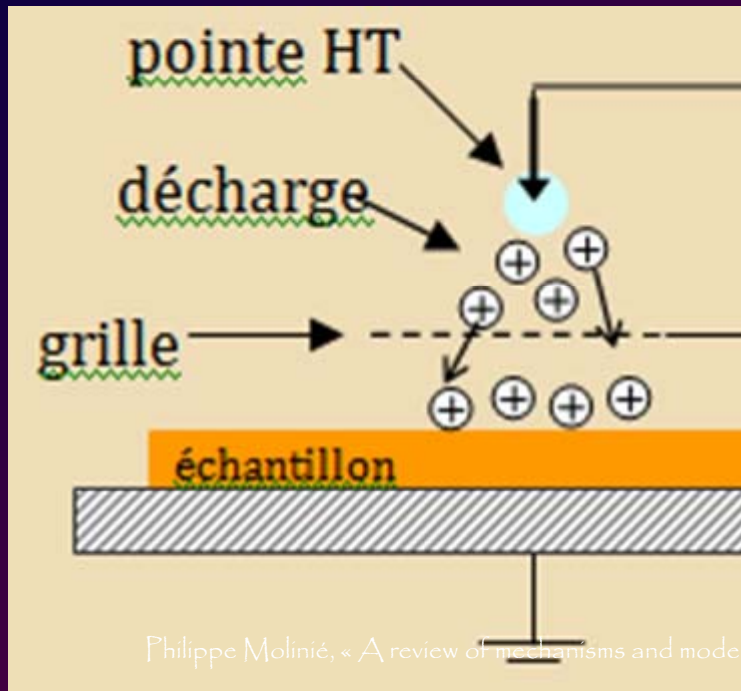 pointe HT
décharge
grille
échantillon
Philippe Molinié, « A review of mechanisms and mode